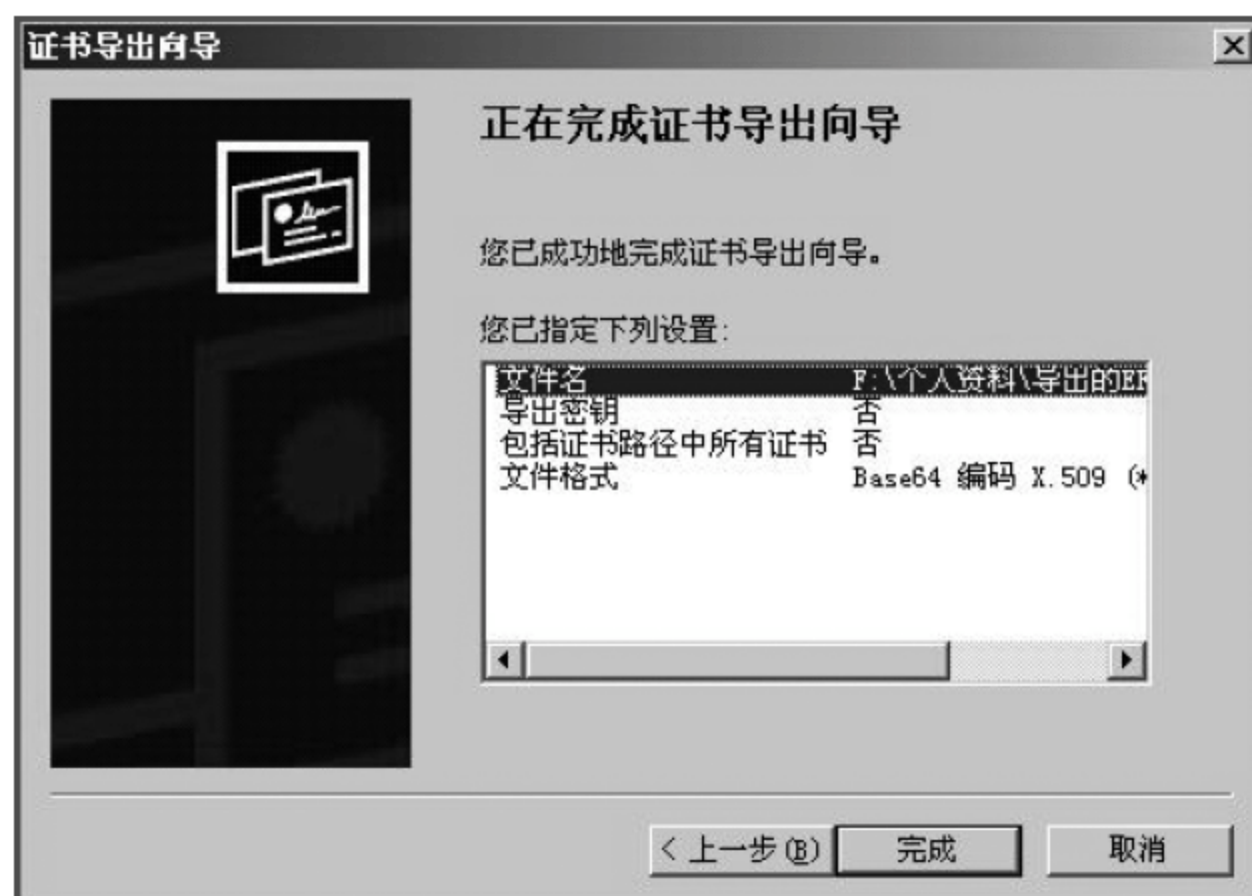 证书导出向导
正在完成证书导出向导
您已成功地完成证书导出向导。
您已指定下列设置:
文件名 F:\个人资料\导出的
导出密钥 否
包括证书路径中所有证书 否
文件格式 Base64 编码 X.509 (*
< 上一步(B) 完成 取消